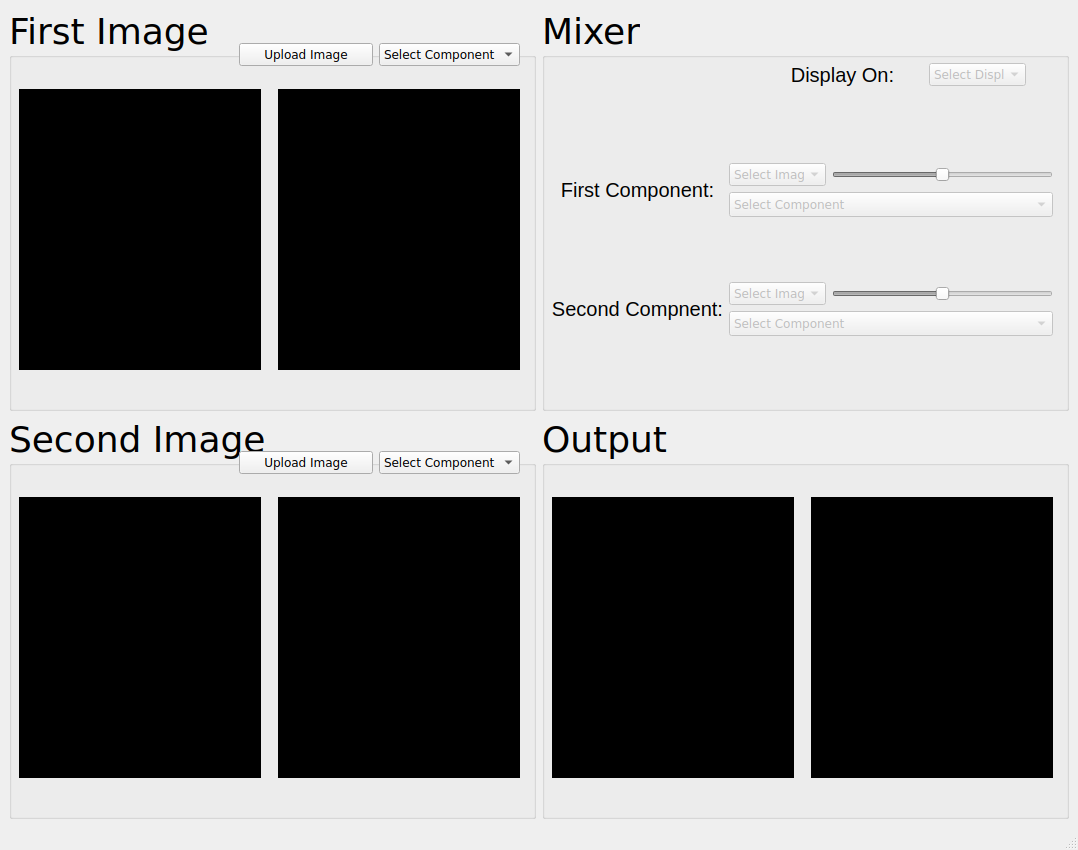 First Image
Upload Image
Select Component
Mixer
Display On:
Select Displ
First Component:
Select Imag
Select Component
Second Compnent:
Select Imag
Select Component
Second Image
Upload Image
Select Component
Output